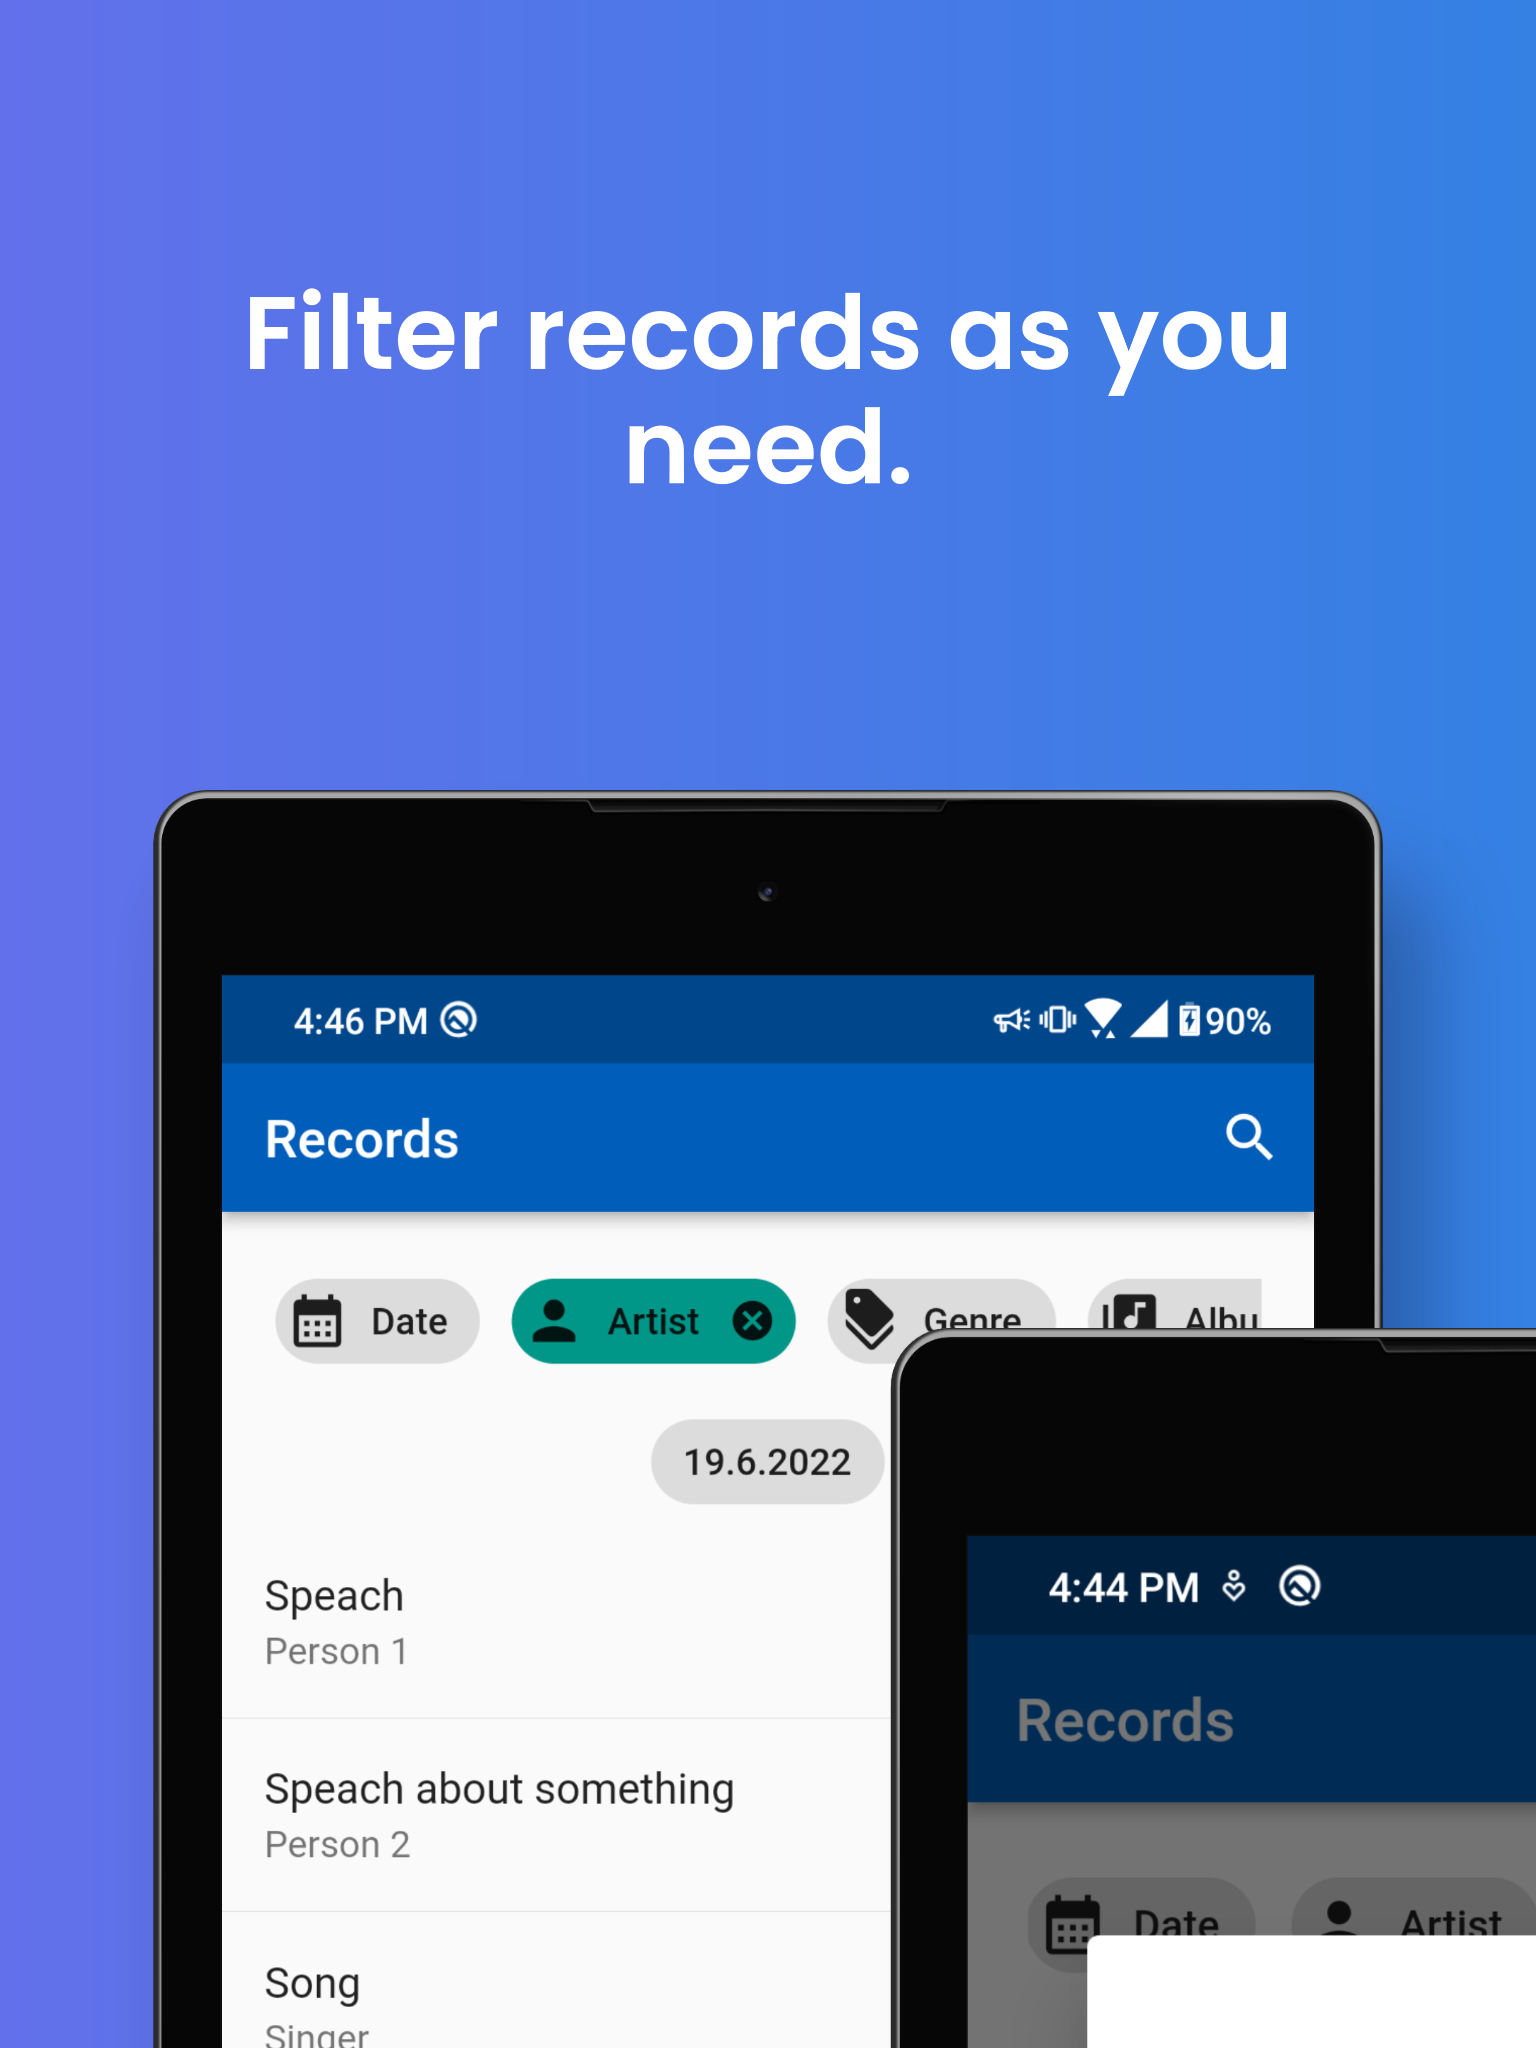 Filter records as you
need.
4:46 PM 90%
Records
Date Artist Genre Albu
19.6.2022
Speach
Person 1
Speach about something
Person 2
Song
Singer
4:44 PM
Records
Date Artist